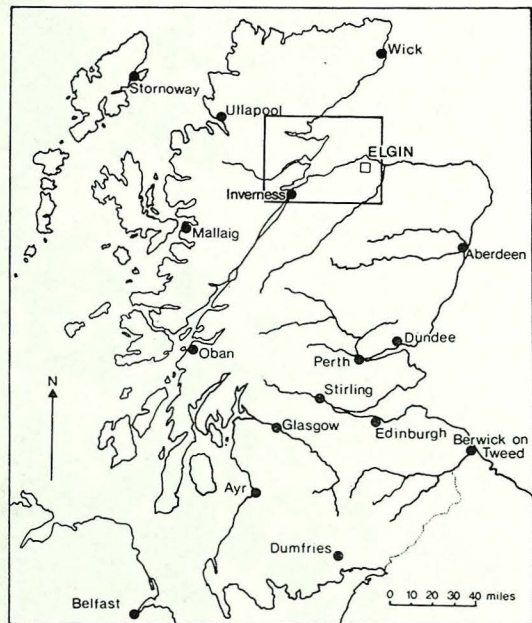 Wick
Stornoway
Utlapool
ELGIN
Inverness
Mallaig
Aberdeen
Dundee
Oban
Perth
Stirling
Glasgow
Edinburgh
Berwick on
Tweed
N
Ayr
Dumfries
Belfast
0 10 20 30 40 miles